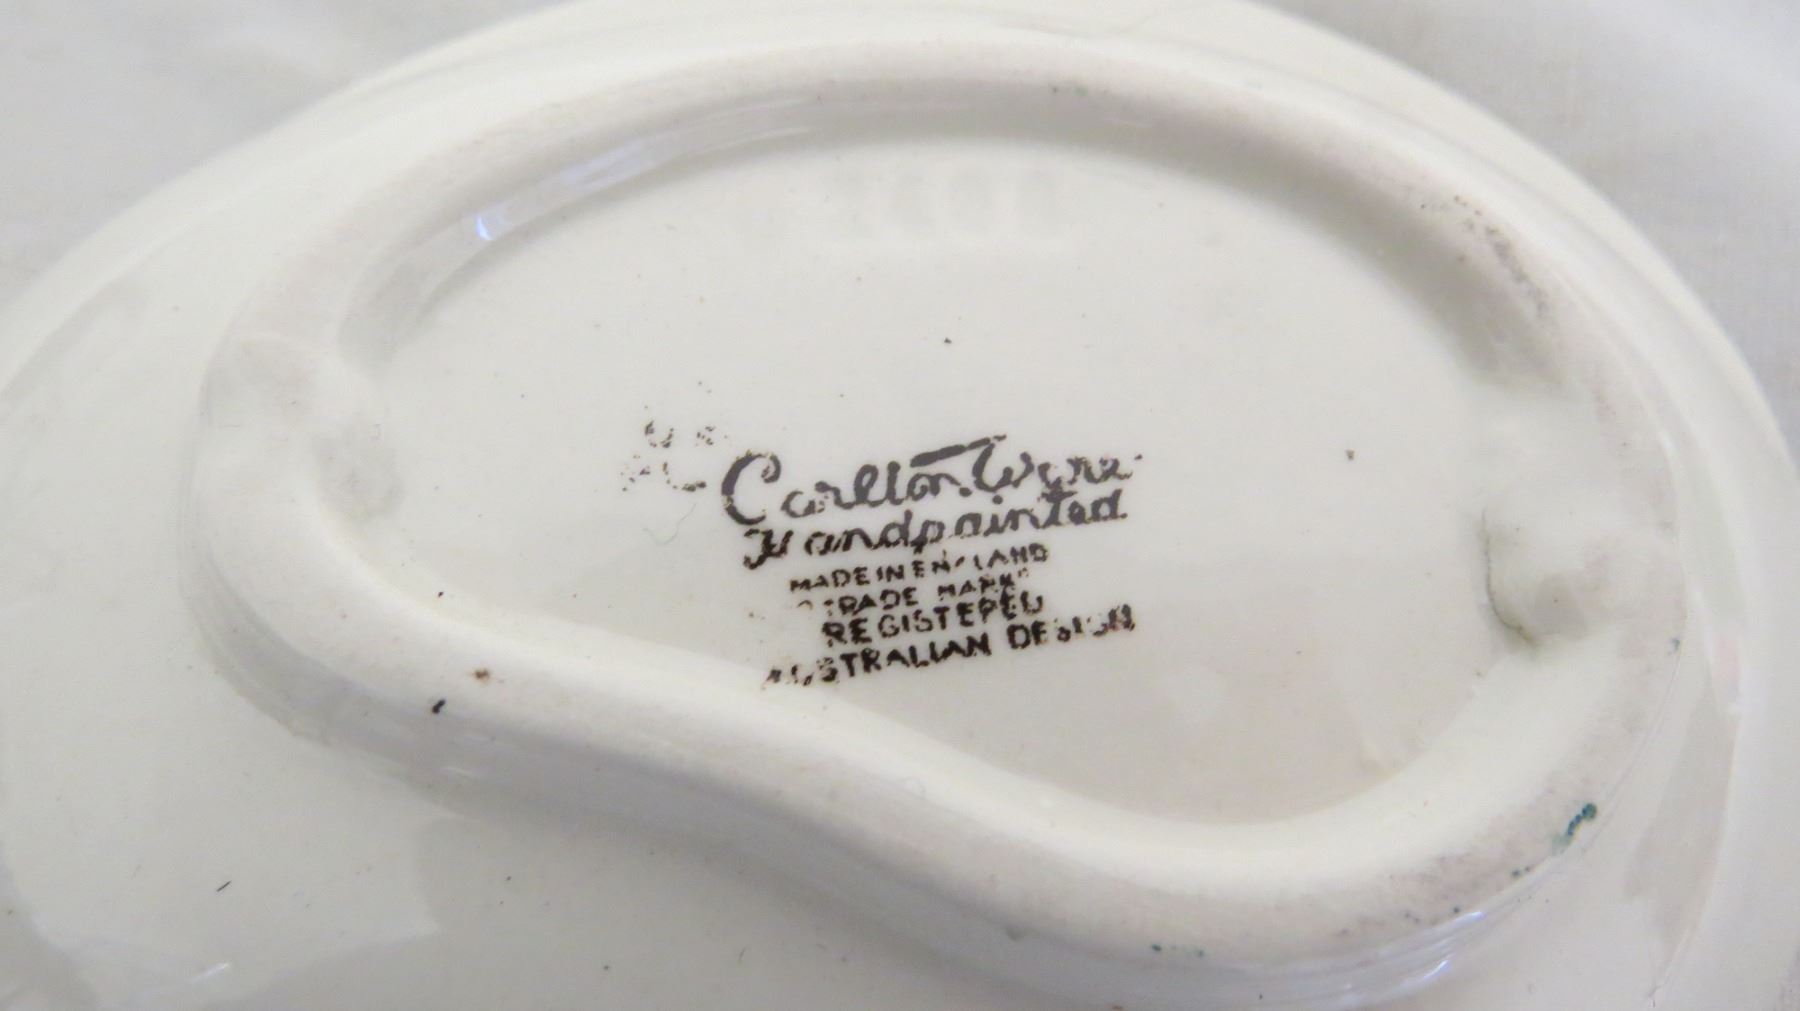 Carlton Ware
Handpainted
MADE IN ENGLAND
TRADE MARK
REGISTERED
AUSTRALIAN DESIGN